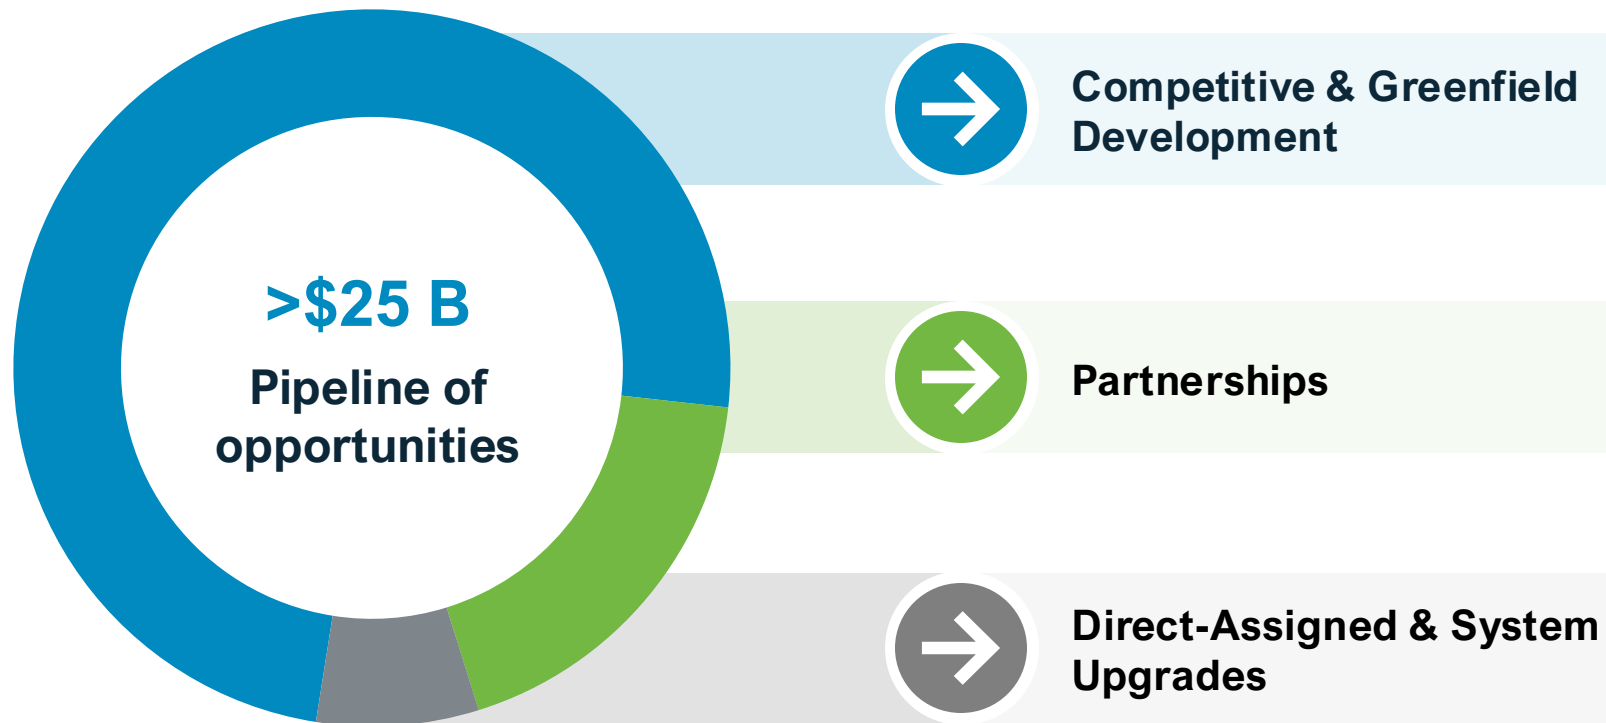 >$25 B
Pipeline of
opportunities
Competitive & Greenfield
Development
Partnerships
Direct-Assigned & System
Upgrades